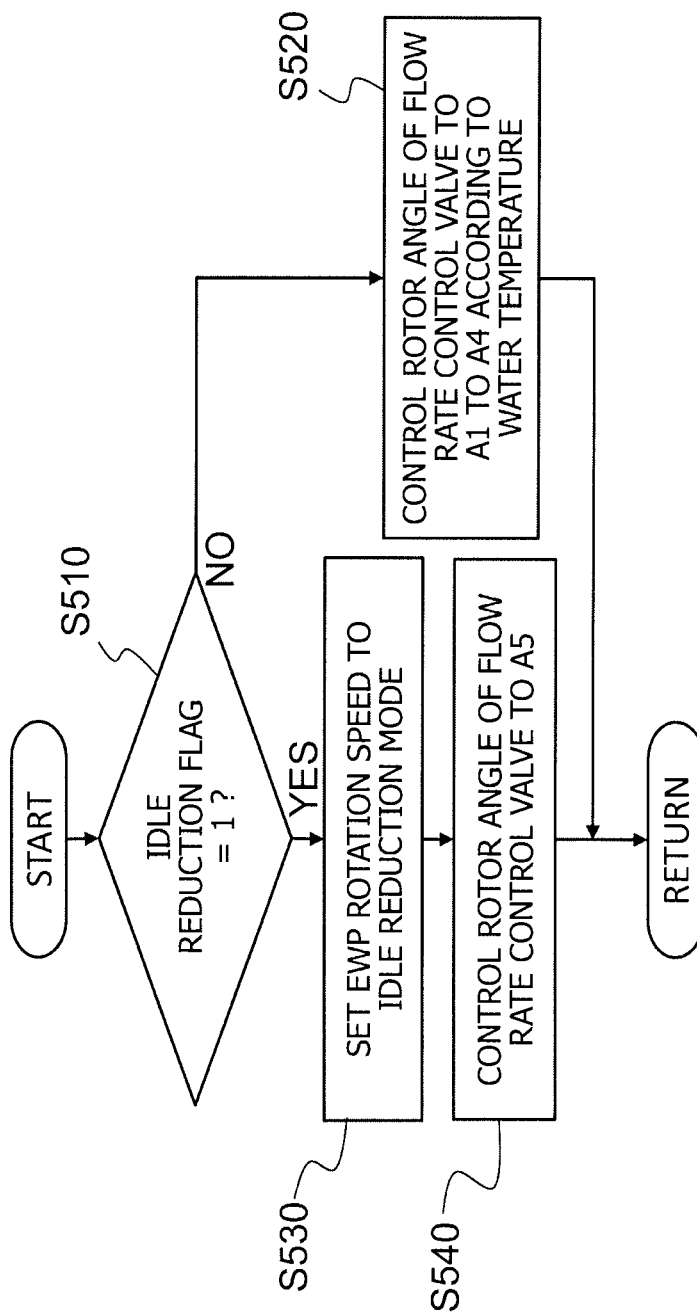 START
S510
IDLE
REDUCTION FLAG
= 1 ?
NO
YES
S520
CONTROL ROTOR ANGLE OF FLOW
RATE CONTROL VALVE TO
A1 TO A4 ACCORDING TO
WATER TEMPERATURE
S530
SET EWP ROTATION SPEED TO
IDLE REDUCTION MODE
S540
CONTROL ROTOR ANGLE OF FLOW
RATE CONTROL VALVE TO A5
RETURN